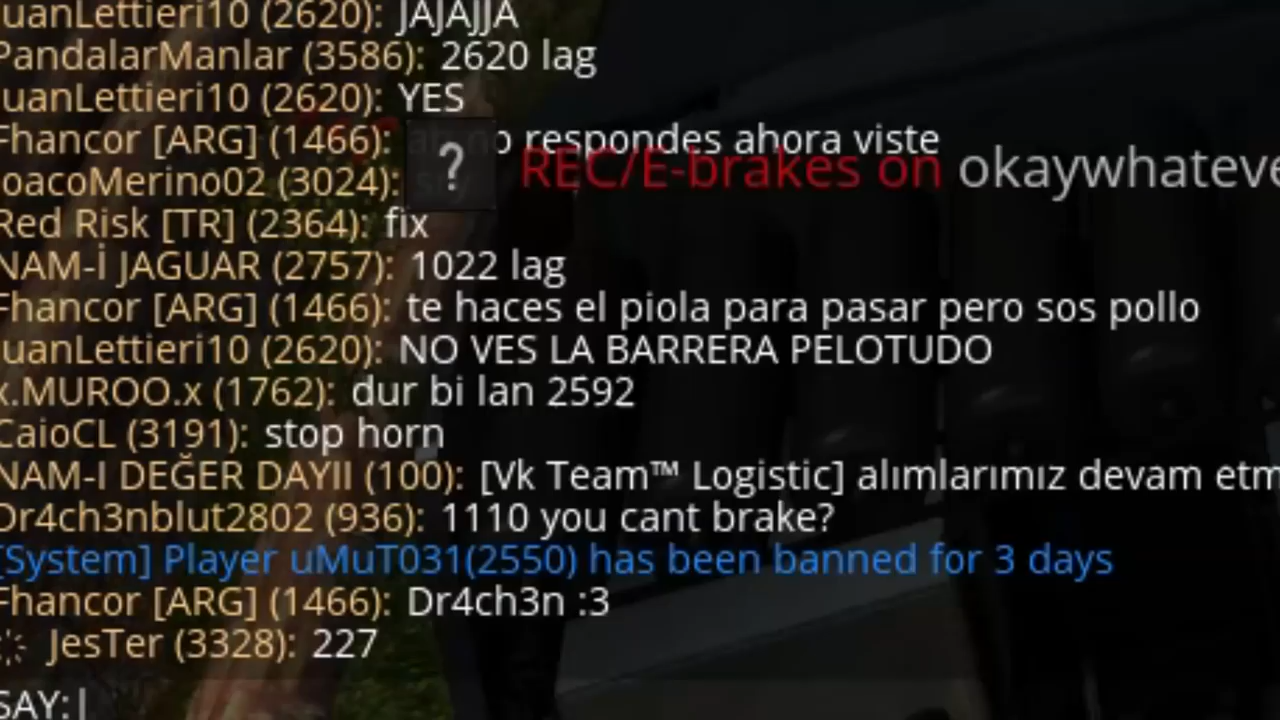 uanLettieri10 (2620): JAJAJJA
PandalarManlar (3586): 2620 lag
uanLettieri10 (2620): YES
Fhancor [ARG] (1466): ah no respondes ahora viste
? REC/E-brakes on okaywhateve
oacoMerino02 (3024):
Red Risk [TR] (2364): fix
NAM-İ JAGUAR (2757): 1022 lag
Fhancor [ARG] (1466): te haces el piola para pasar pero sos pollo
uanLettieri10 (2620): NO VES LA BARRERA PELOTUDO
x.MUROO.x (1762): dur bi lan 2592
CaioCL (3191): stop horn
NAM-I DEĞER DAYII (100): [Vk Team™ Logistic] alımlarımız devam etm
Dr4ch3nblut2802 (936): 1110 you cant brake?
[System] Player uMuT031(2550) has been banned for 3 days
Fhancor [ARG] (1466): Dr4ch3n :3
JesTer (3328): 227
SAY:|